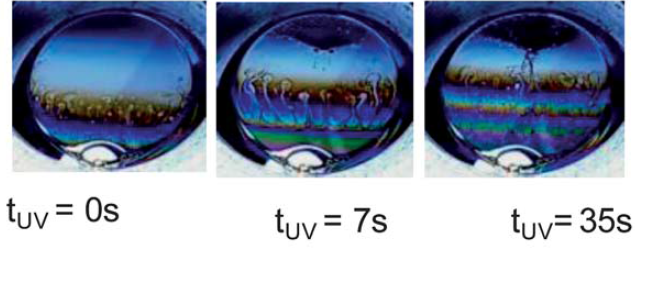 tUV = 0s
tUV = 7s
tUV= 35s